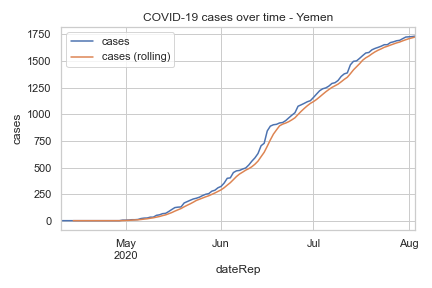 COVID-19 cases over time - Yemen
cases
cases (rolling)
1750
1500
1250
1000
750
500
250
0
cases
May
2020
Jun
Jul
Aug
dateRep